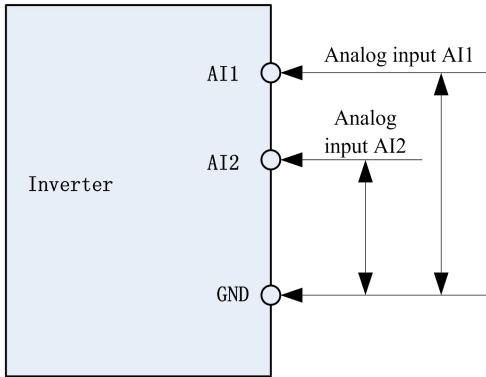 Analog input AI1
AI1
Analog
input AI2
AI2
Inverter
GND